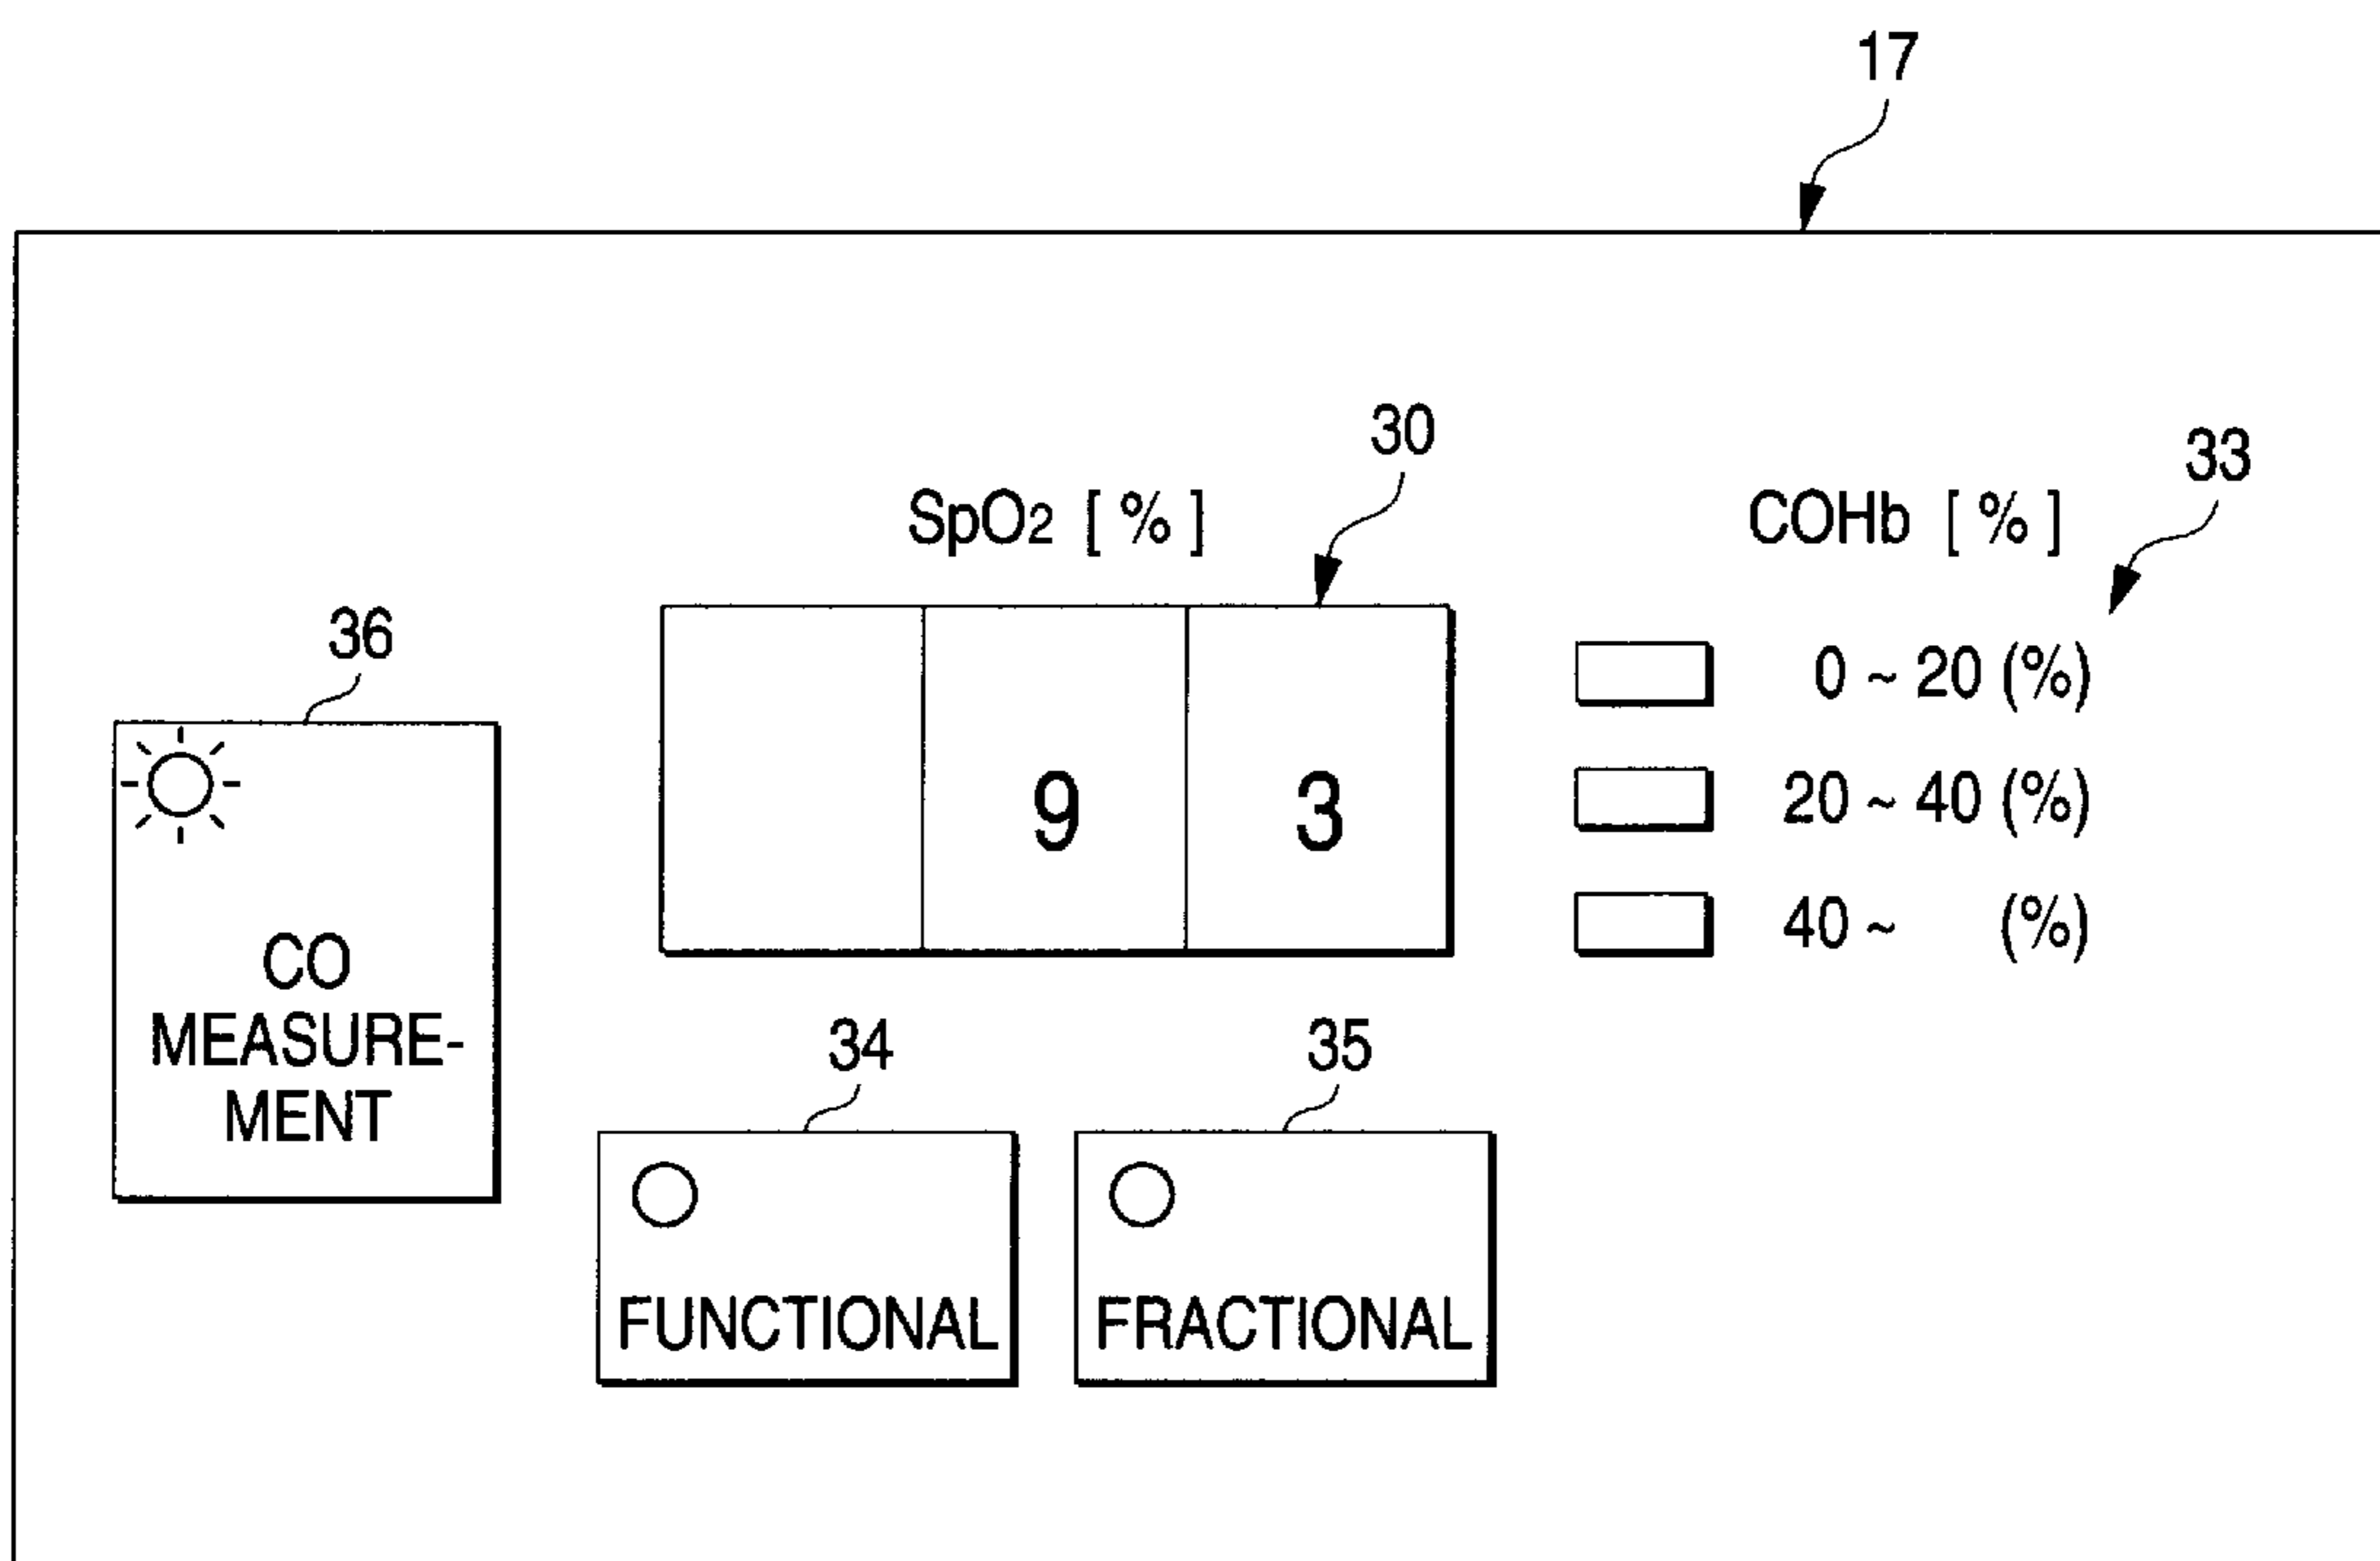 17
30
33
SpO2 [ % ]
COHb [ % ]
36
0 ~ 20 (%)
9 3
20 ~ 40 (%)
40 ~ (%)
CO
MEASURE-
MENT
34
35
FUNCTIONAL
FRACTIONAL